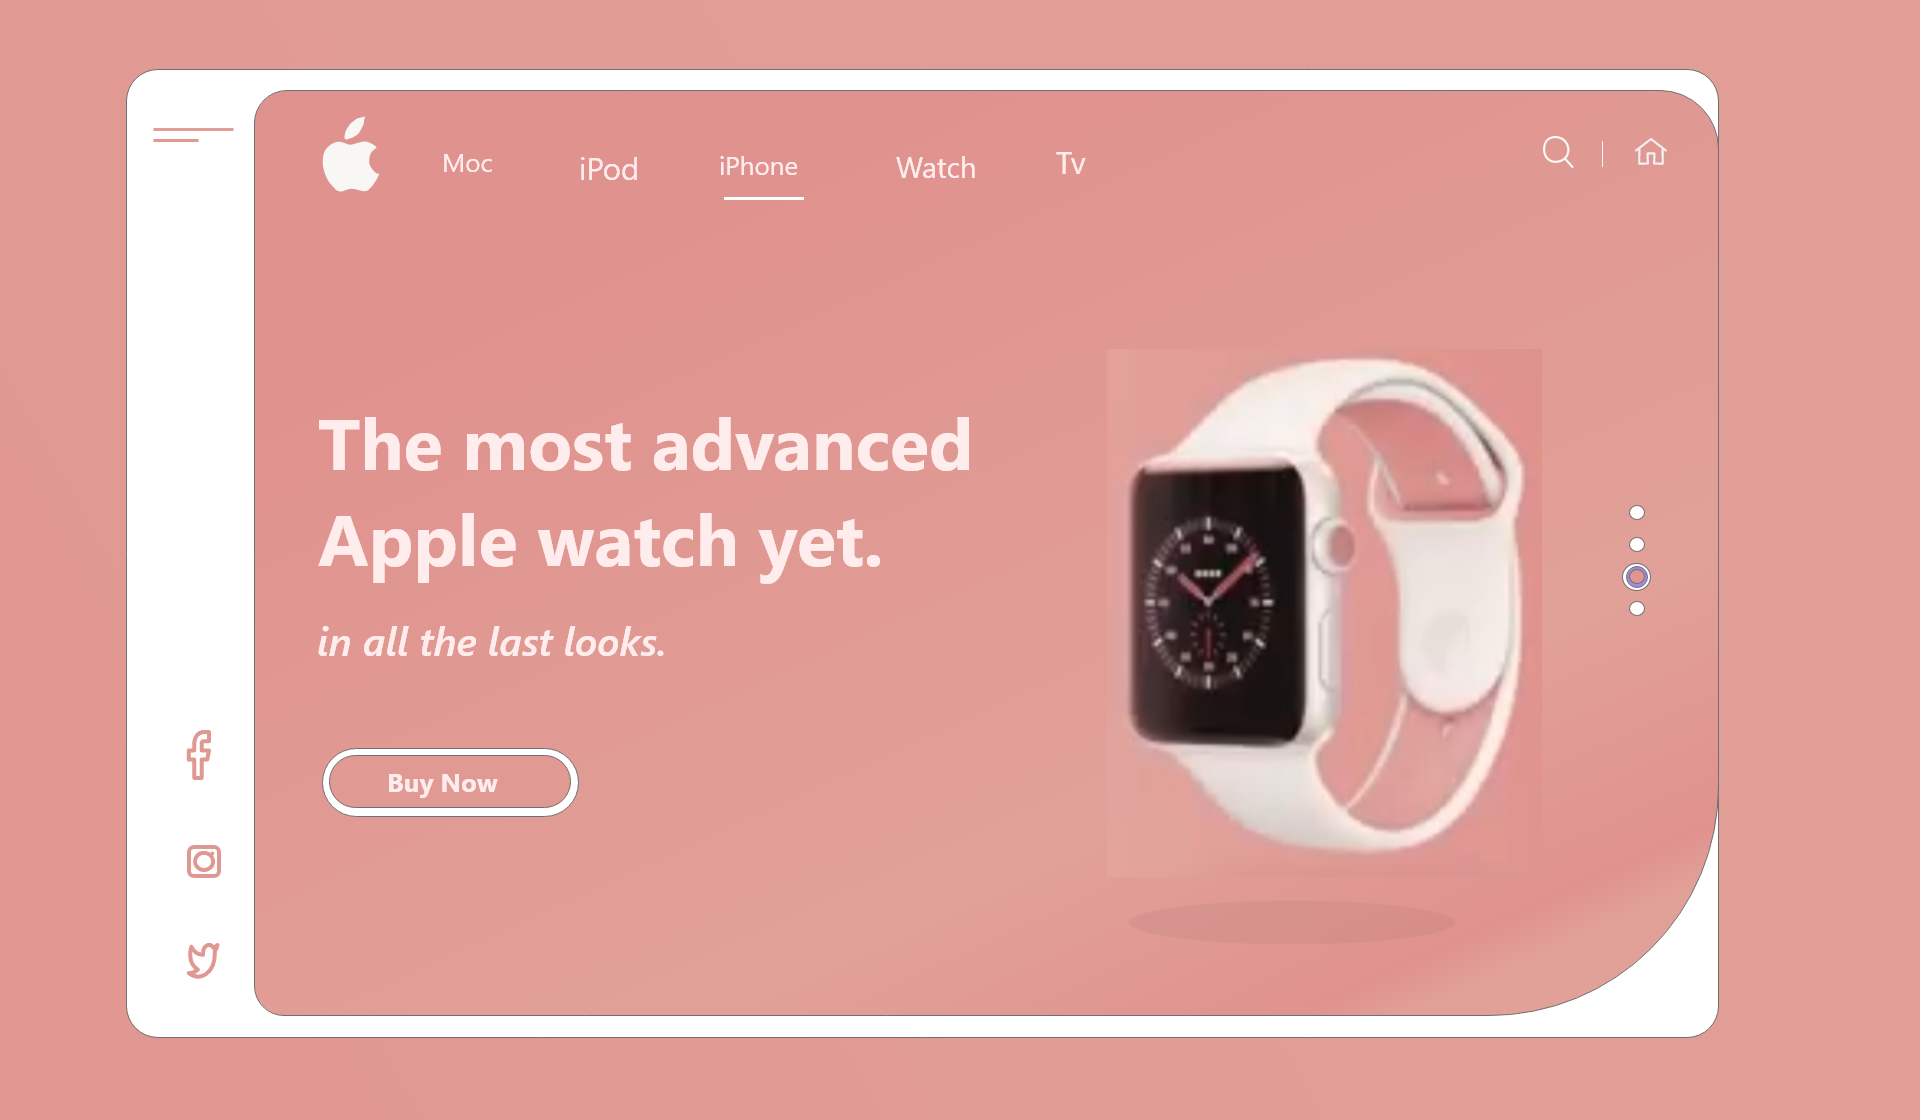 Moc iPod iPhone Watch Tv
The most advanced
Apple watch yet.
in all the last looks.
Buy Now